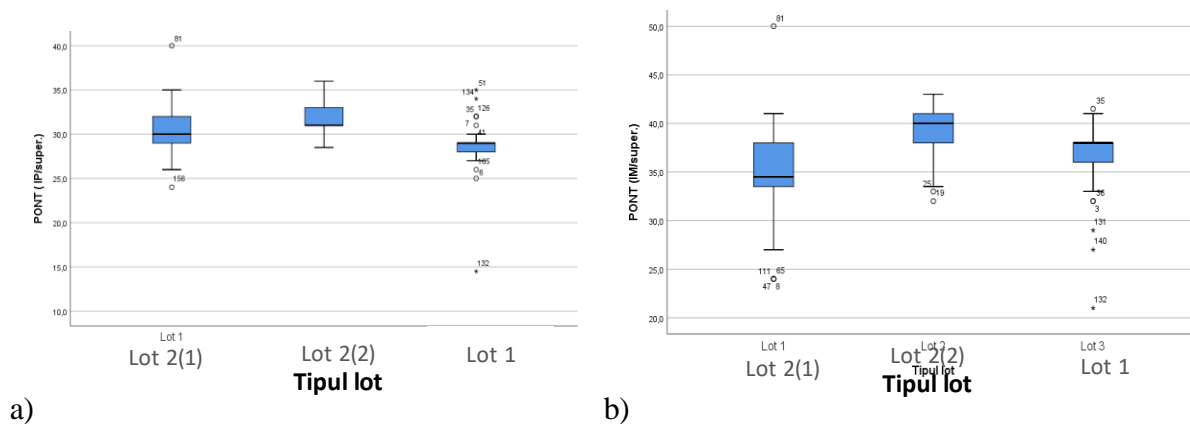 40,0
35,0
30,0
25,0
20,0
15,0
10,0
PONT (IP/super.)
81
156
51
134
126
35
7
41
6
132
Lot 1
Lot 2(1)
Lot 2(2)
Lot 1
Tipul lot
a)
50,0
45,0
40,0
35,0
30,0
25,0
20,0
PONT (IM/super.)
81
111 65
47 8
25
19
35
36
3
131
140
132
Lot 1
Lot 2
Lot 3
Lot 2(1)
Lot 2(2)
Lot 1
Tipul lot
Tipul lot
b)